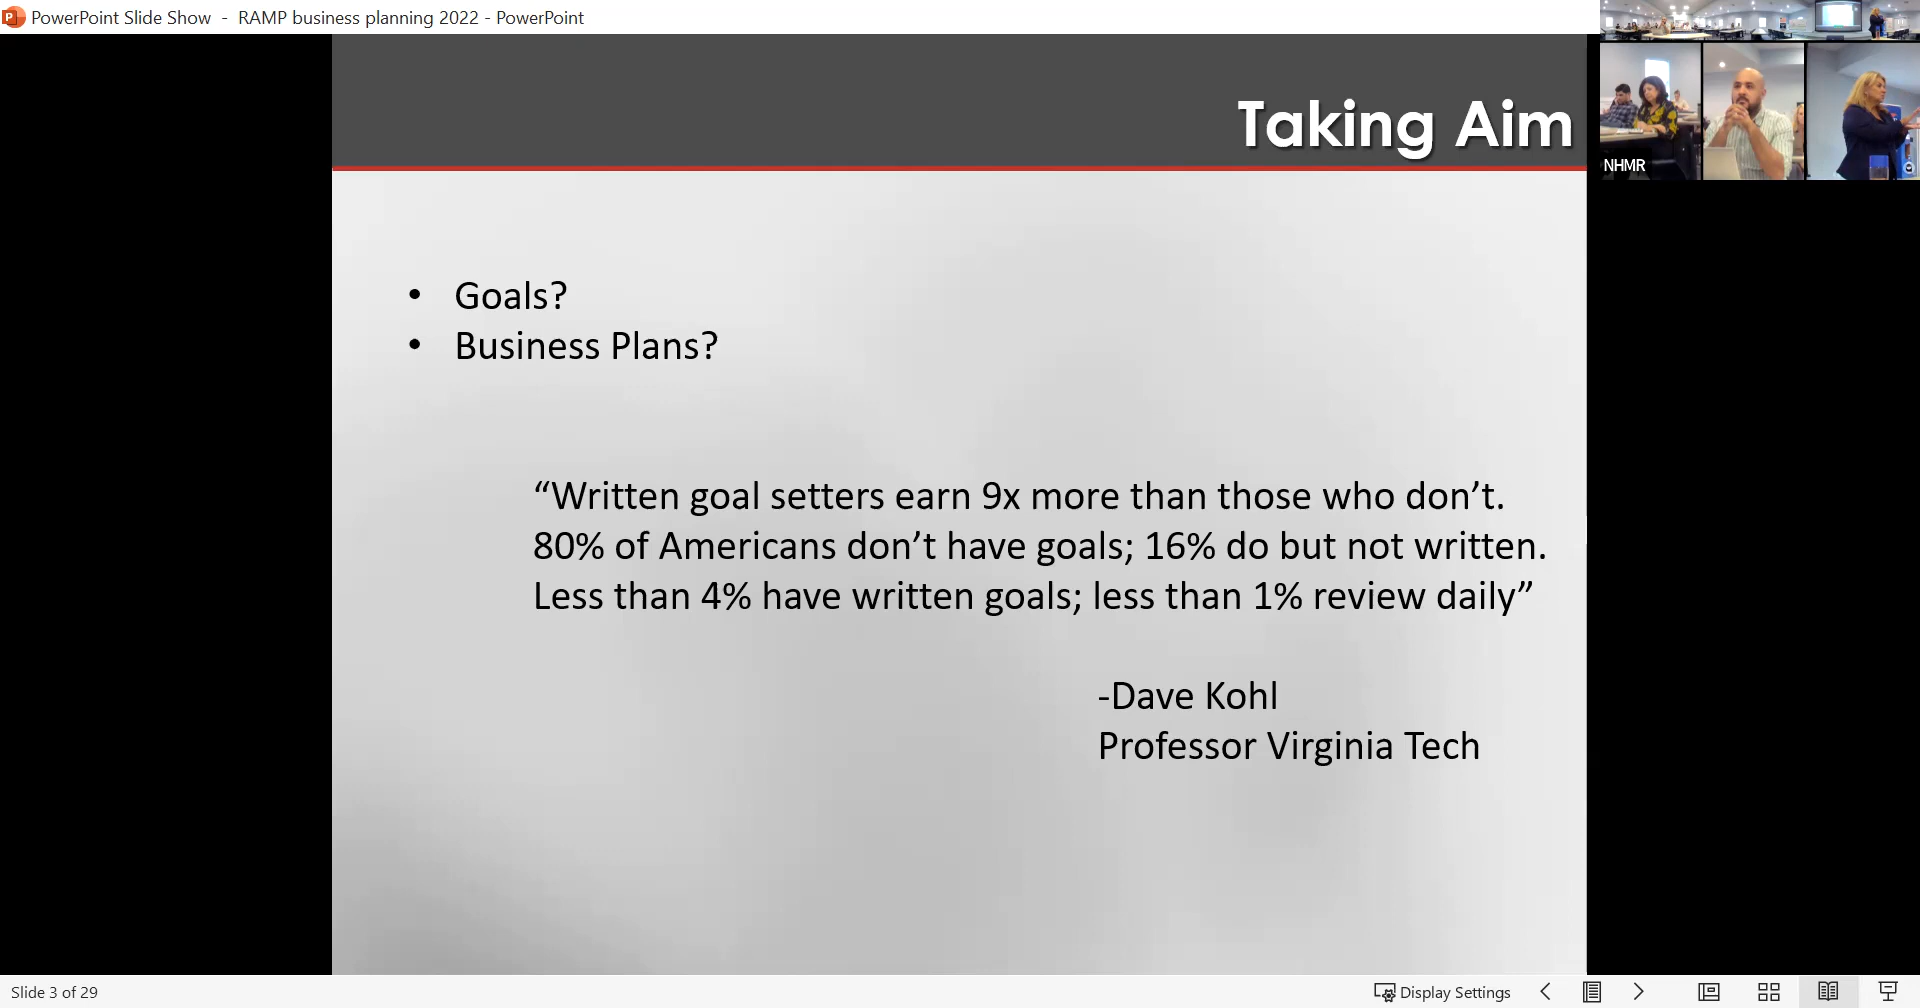 PowerPoint Slide Show - RAMP business planning 2022 - PowerPoint
Taking Aim
NHMR
• Goals?
• Business Plans?
“Written goal setters earn 9x more than those who don’t.
80% of Americans don’t have goals; 16% do but not written.
Less than 4% have written goals; less than 1% review daily”
-Dave Kohl
Professor Virginia Tech
Slide 3 of 29
Display Settings